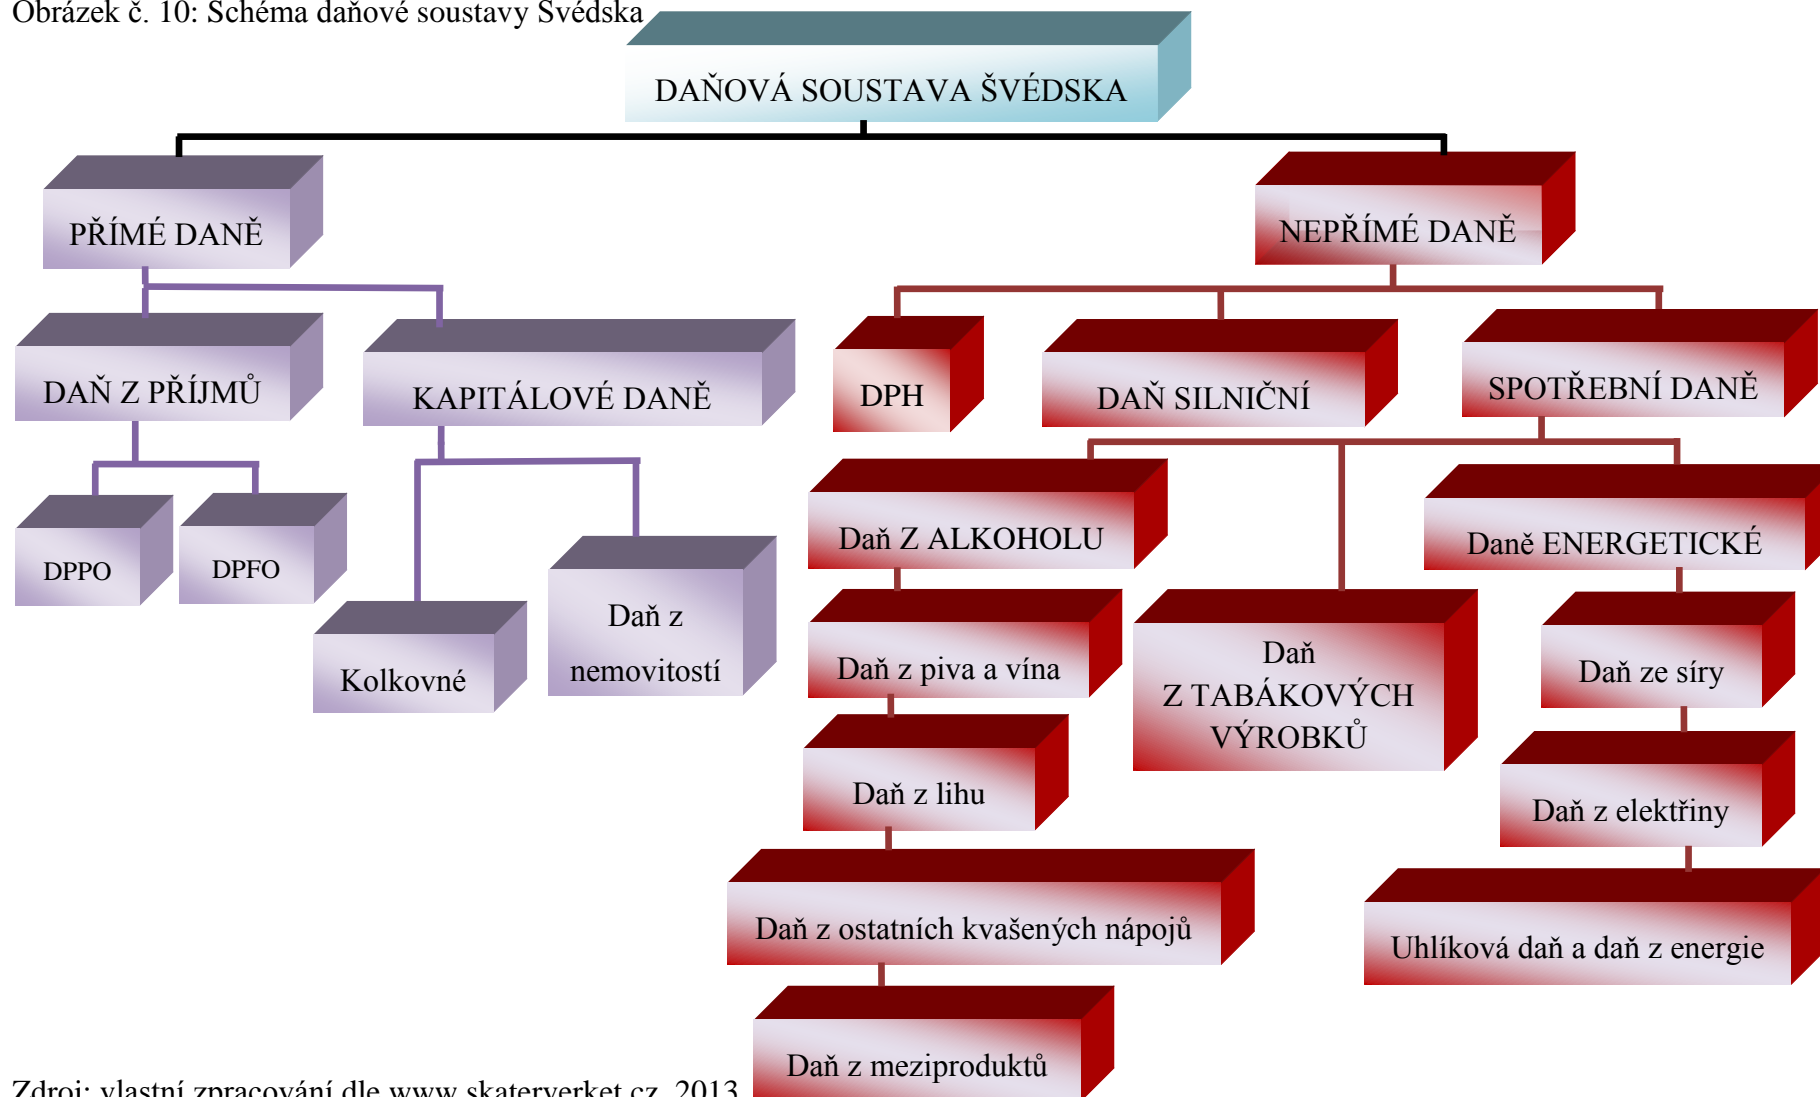 Obrázek č. 10: Schéma daňové soustavy Švédska
DAŇOVÁ SOUSTAVA ŠVÉDSKA
PŘÍMÉ DANĚ
NEPŘÍMÉ DANĚ
DAŇ Z PŘÍJMŮ
KAPITÁLOVÉ DANĚ
DPH
DAŇ SILNIČNÍ
SPOTŘEBNÍ DANĚ
DPPO
DPFO
Kolkovné
Daň z
nemovitostí
Daň Z ALKOHOLU
Daň z piva a vína
Daň z lihu
Daň z ostatních kvašených nápojů
Daň z meziproduktů
Daň
Z TABÁKOVÝCH
VÝROBKŮ
Daně ENERGETICKÉ
Daň ze síry
Daň z elektřiny
Uhlíková daň a daň z energie
Zdroj: vlastní zpracování dle www.skaterverket.cz, 2013